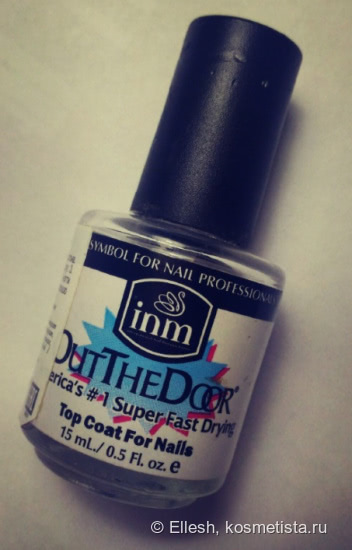 SYMBOL FOR NAIL PROFESSIONALS
inm
OUTTHEDOOR®
erica's #1 Super Fast Drying
Top Coat For Nails
15 mL./ 0.5 Fl. oz. e
© Ellesh, kosmetista.ru